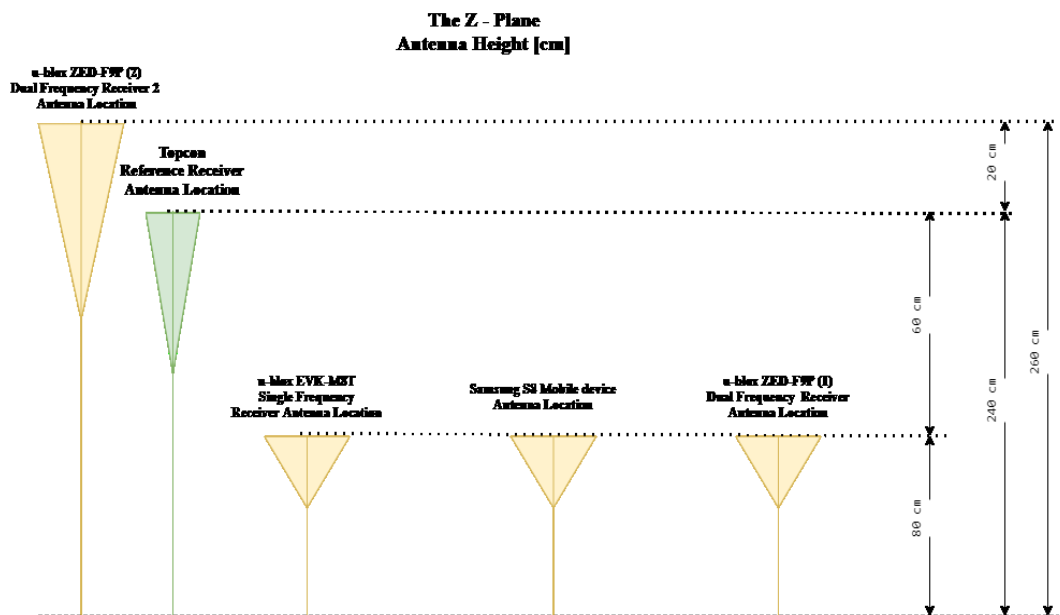 The Z - Plane
Antenna Height [cm]
u-blox ZED-F9P (2)
Dual Frequency Receiver 2
Antenna Location
Topcon
Reference Receiver
Antenna Location
20 cm
60 cm
240 cm
260 cm
u-blox EVK-M8T
Single Frequency
Receiver Antenna Location
Samsung S8 Mobile device
Antenna Location
u-blox ZED-F9P (1)
Dual Frequency Receiver
Antenna Location
80 cm